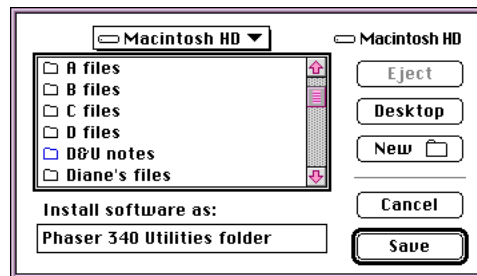 Macintosh HD
Macintosh HD
A files
B files
C files
D files
D&U notes
Diane's files
Eject
Desktop
New
Install software as:
Phaser 340 Utilities folder
Cancel
Save